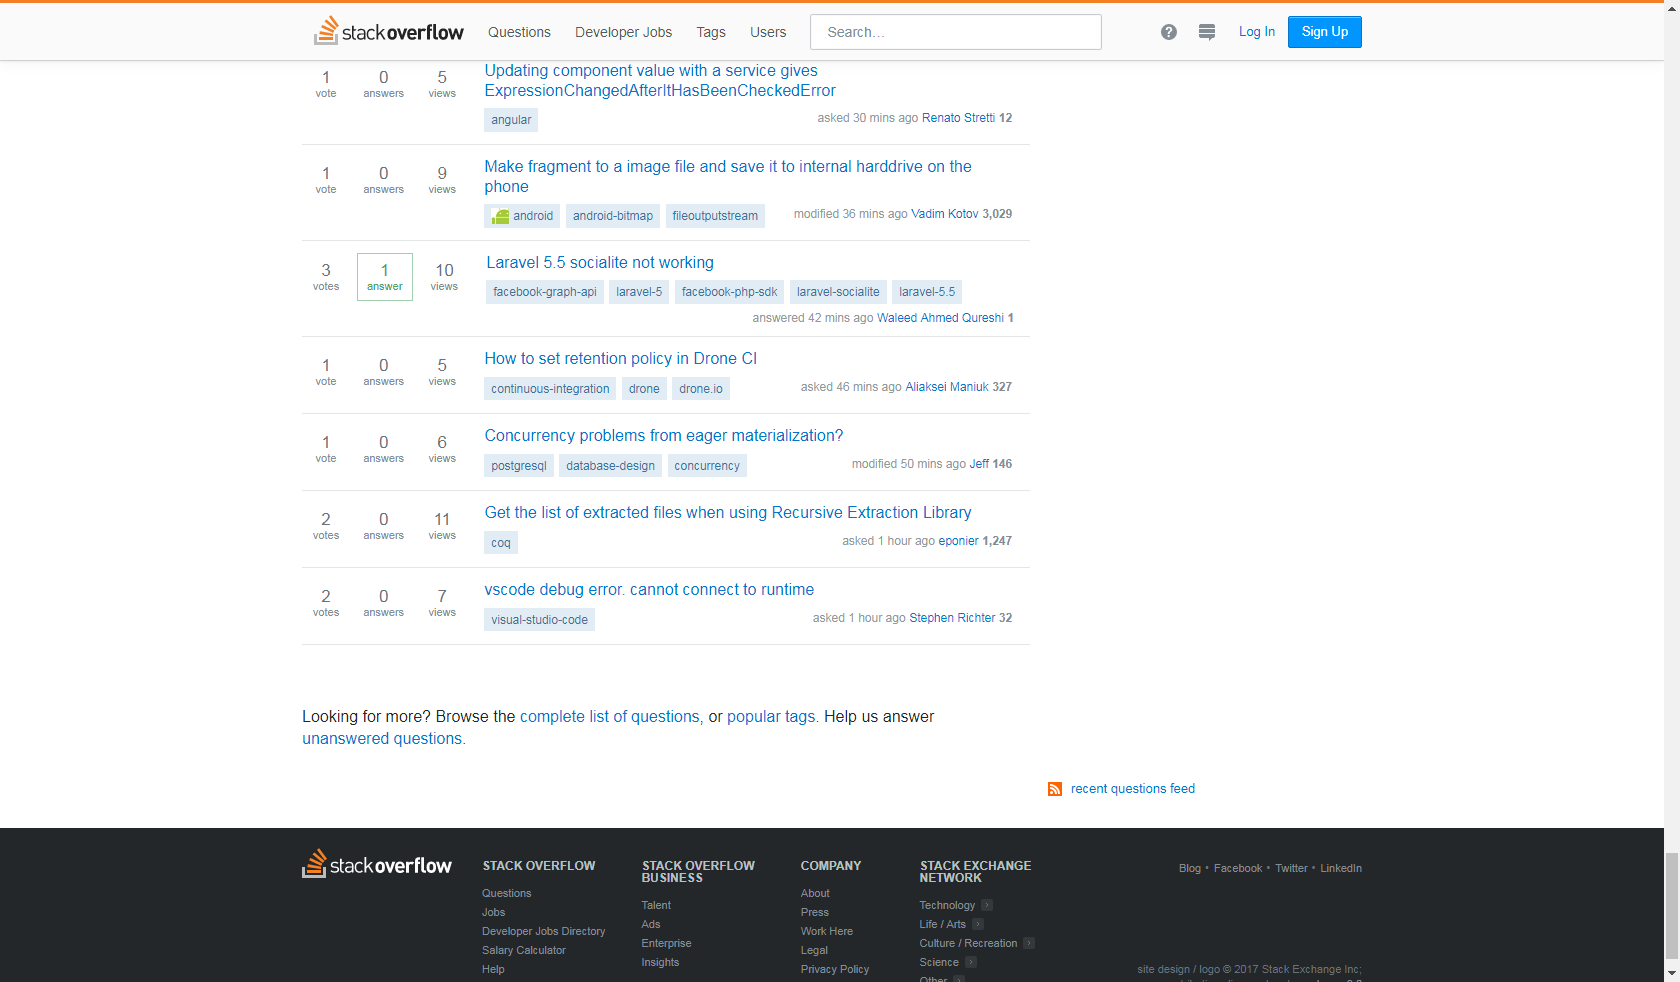 stackoverflow Questions Developer Jobs Tags Users Search... Log In Sign Up
1 0 5 Updating component value with a service gives
vote answers views ExpressionChangedAfterItHasBeenCheckedError
angular asked 30 mins ago Renato Stretti 12
1 0 9 Make fragment to a image file and save it to internal harddrive on the
vote answers views phone
android android-bitmap fileoutputstream modified 36 mins ago Vadim Kotov 3,029
3 1 10 Laravel 5.5 socialite not working
votes answer views facebook-graph-api laravel-5 facebook-php-sdk laravel-socialite laravel-5.5
answered 42 mins ago Waleed Ahmed Qureshi 1
1 0 5 How to set retention policy in Drone CI
vote answers views continuous-integration drone drone.io asked 46 mins ago Aliaksei Maniuk 327
1 0 6 Concurrency problems from eager materialization?
vote answers views postgresql database-design concurrency modified 50 mins ago Jeff 146
2 0 11 Get the list of extracted files when using Recursive Extraction Library
votes answers views coq asked 1 hour ago eponier 1,247
2 0 7 vscode debug error. cannot connect to runtime
votes answers views visual-studio-code asked 1 hour ago Stephen Richter 32
Looking for more? Browse the complete list of questions, or popular tags. Help us answer
unanswered questions.
recent questions feed
stackoverflow
STACK OVERFLOW
Questions
Jobs
Developer Jobs Directory
Salary Calculator
Help
STACK OVERFLOW
BUSINESS
Talent
Ads
Enterprise
Insights
COMPANY
About
Press
Work Here
Legal
Privacy Policy
STACK EXCHANGE
NETWORK
Technology
Life / Arts
Culture / Recreation
Science
Other
Blog • Facebook • Twitter • LinkedIn
site design / logo © 2017 Stack Exchange Inc;